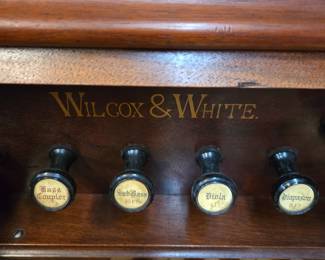 WILCOX & WHITE.
Bass
Coupler
Sub-Bass
Viola
Diapason